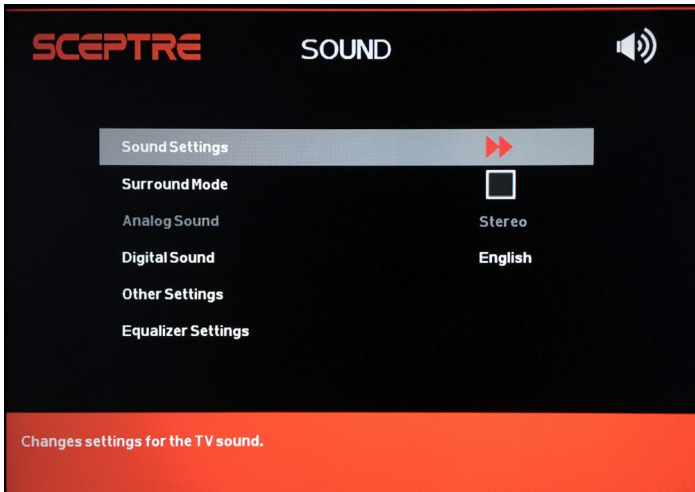 SCEPTRE SOUND
Sound Settings
Surround Mode
Analog Sound Stereo
Digital Sound English
Other Settings
Equalizer Settings
Changes settings for the TV sound.